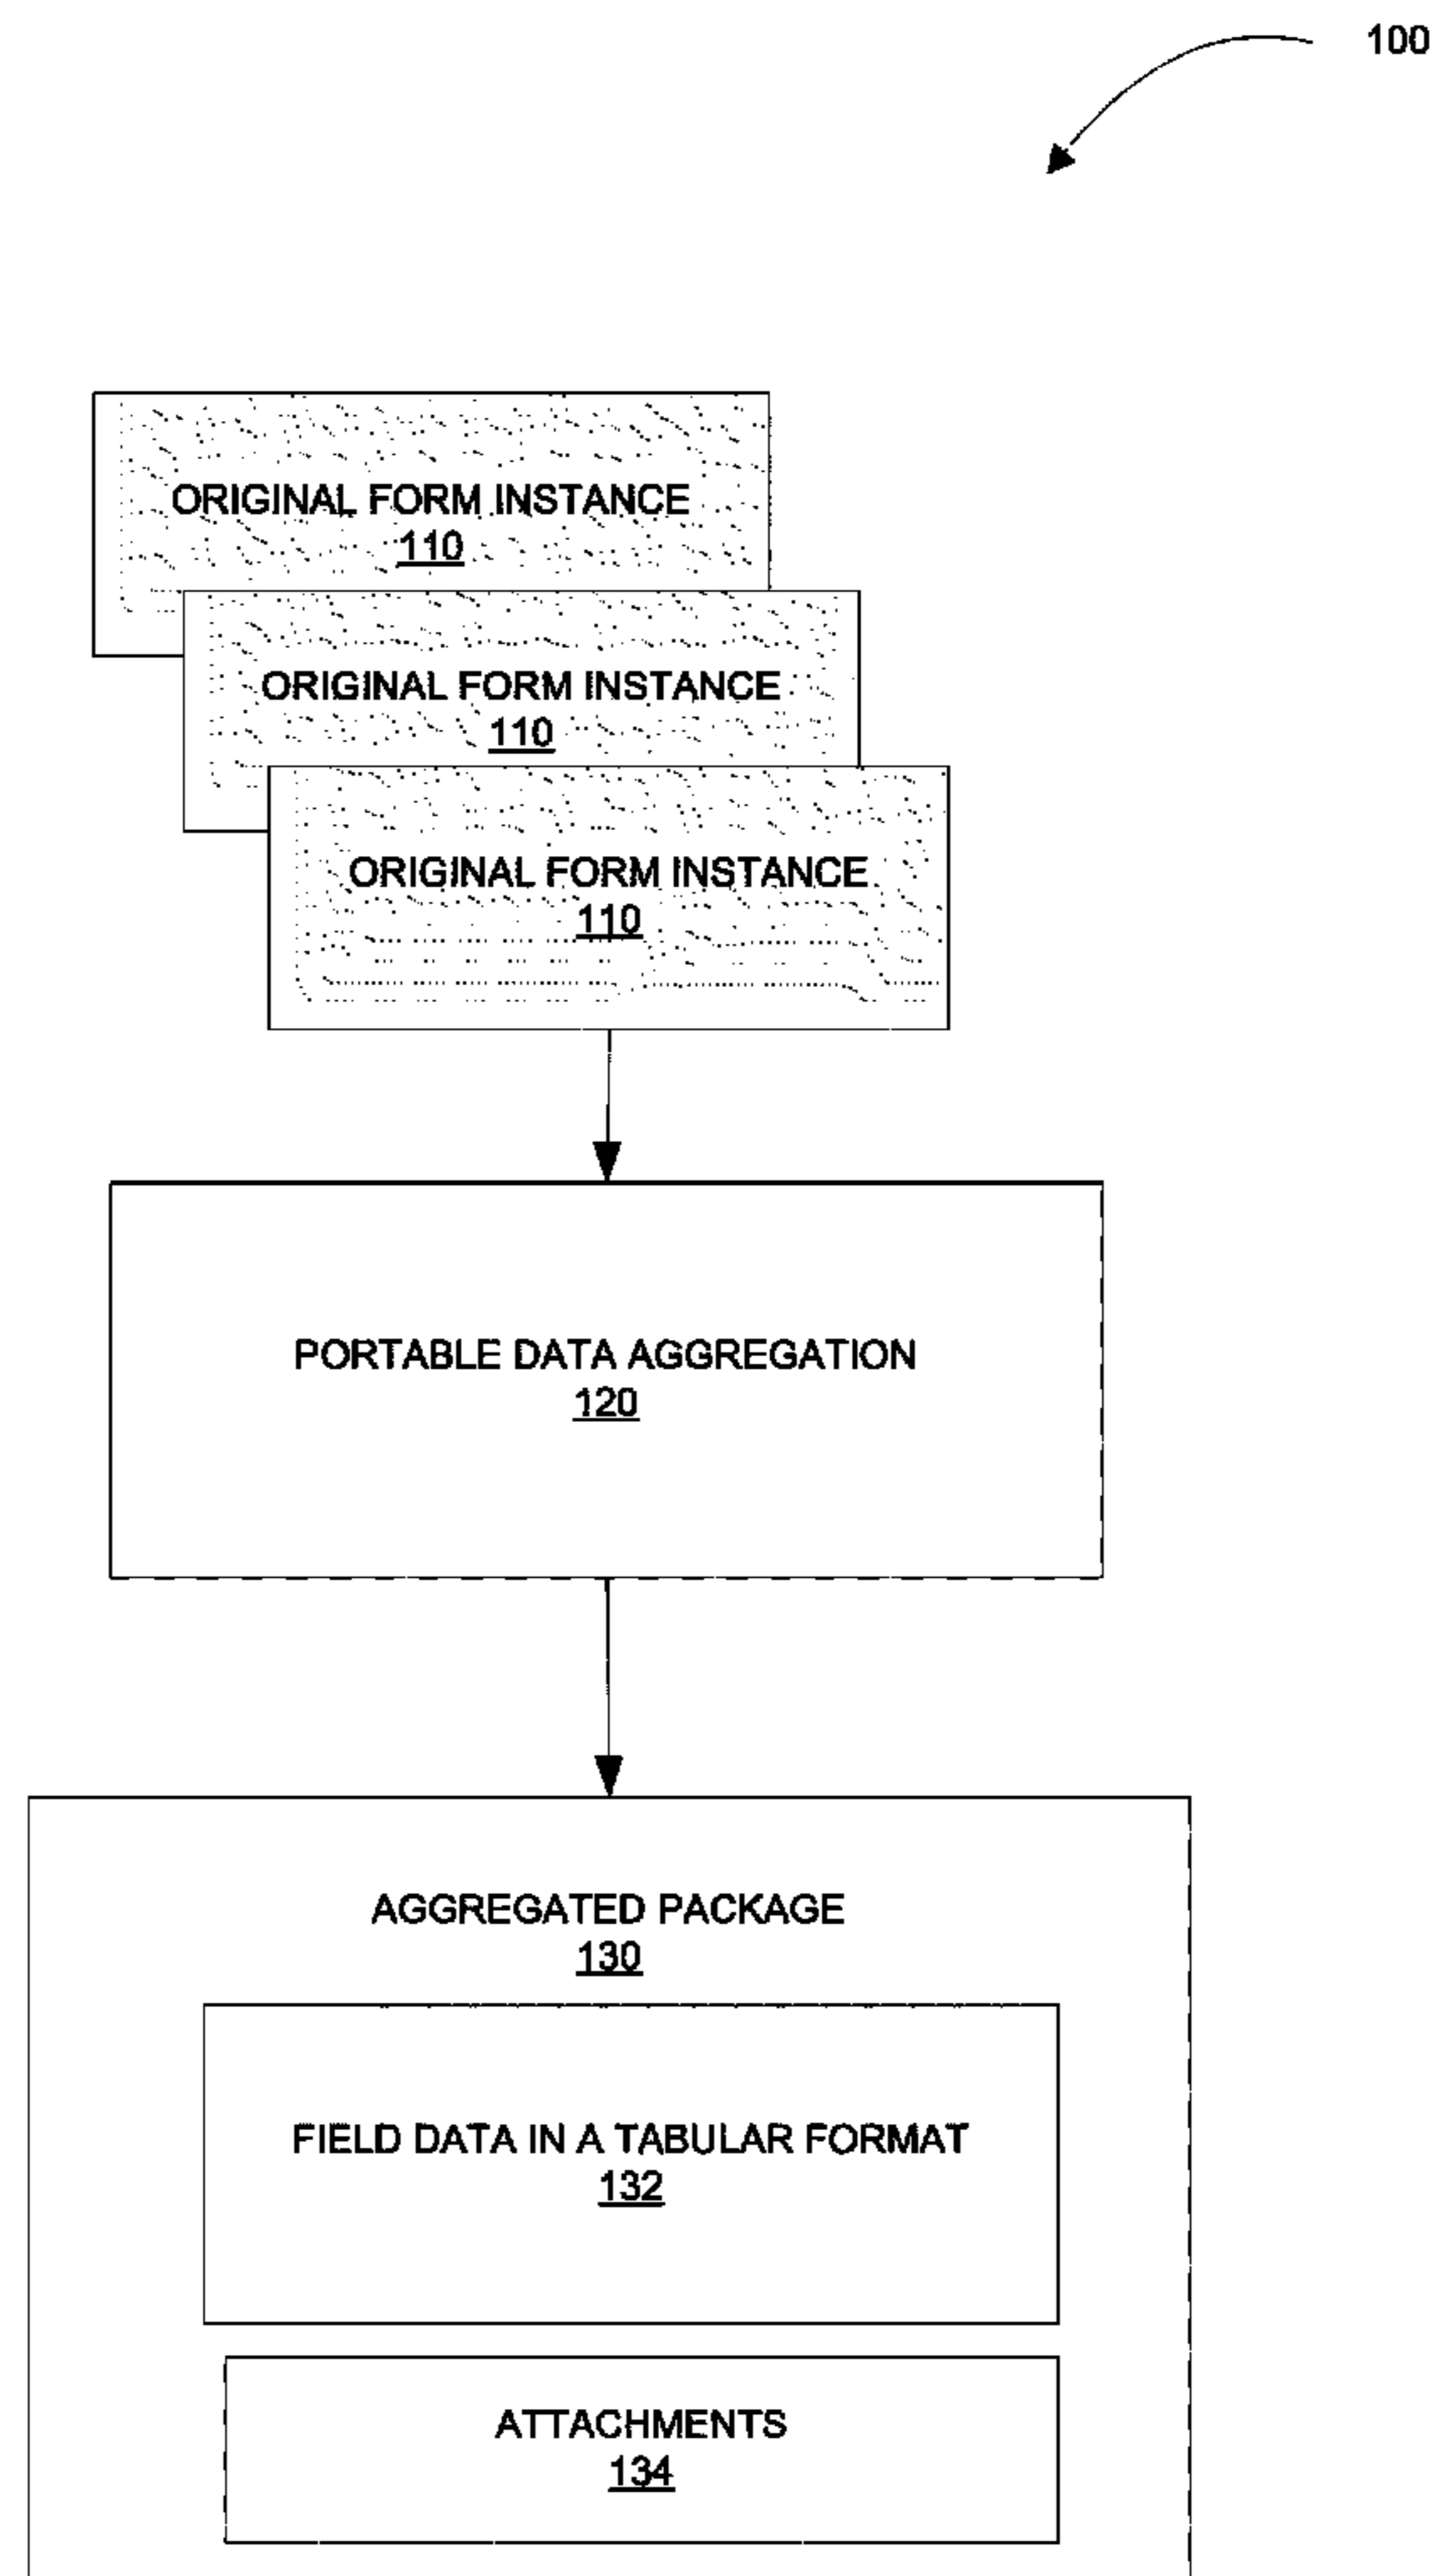 100
ORIGINAL FORM INSTANCE
110
ORIGINAL FORM INSTANCE
110
ORIGINAL FORM INSTANCE
110
PORTABLE DATA AGGREGATION
120
AGGREGATED PACKAGE
130
FIELD DATA IN A TABULAR FORMAT
132
ATTACHMENTS
134